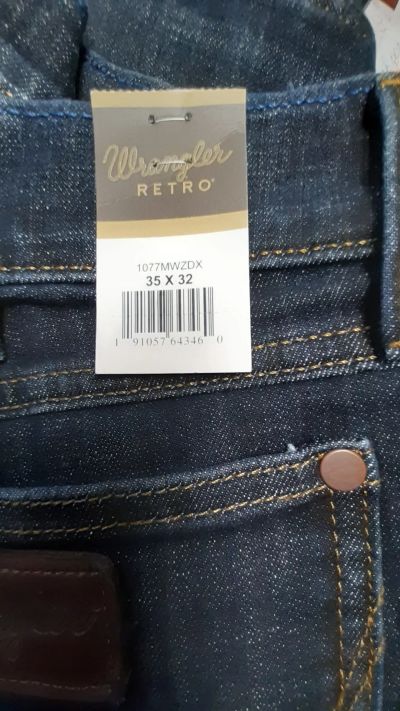 Wrangler
RETRO®
1077MWZDX
35 X 32
1 91057 64346 0